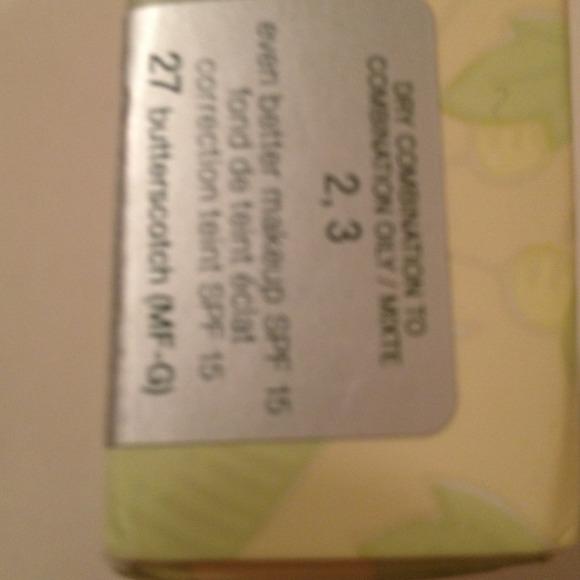 DRY COMBINATION TO
COMBINATION OILY / MIXTE
2, 3
even better makeup SPF 15
fond de teint éclat
correction teint SPF 15
27 butterscotch (MF-G)